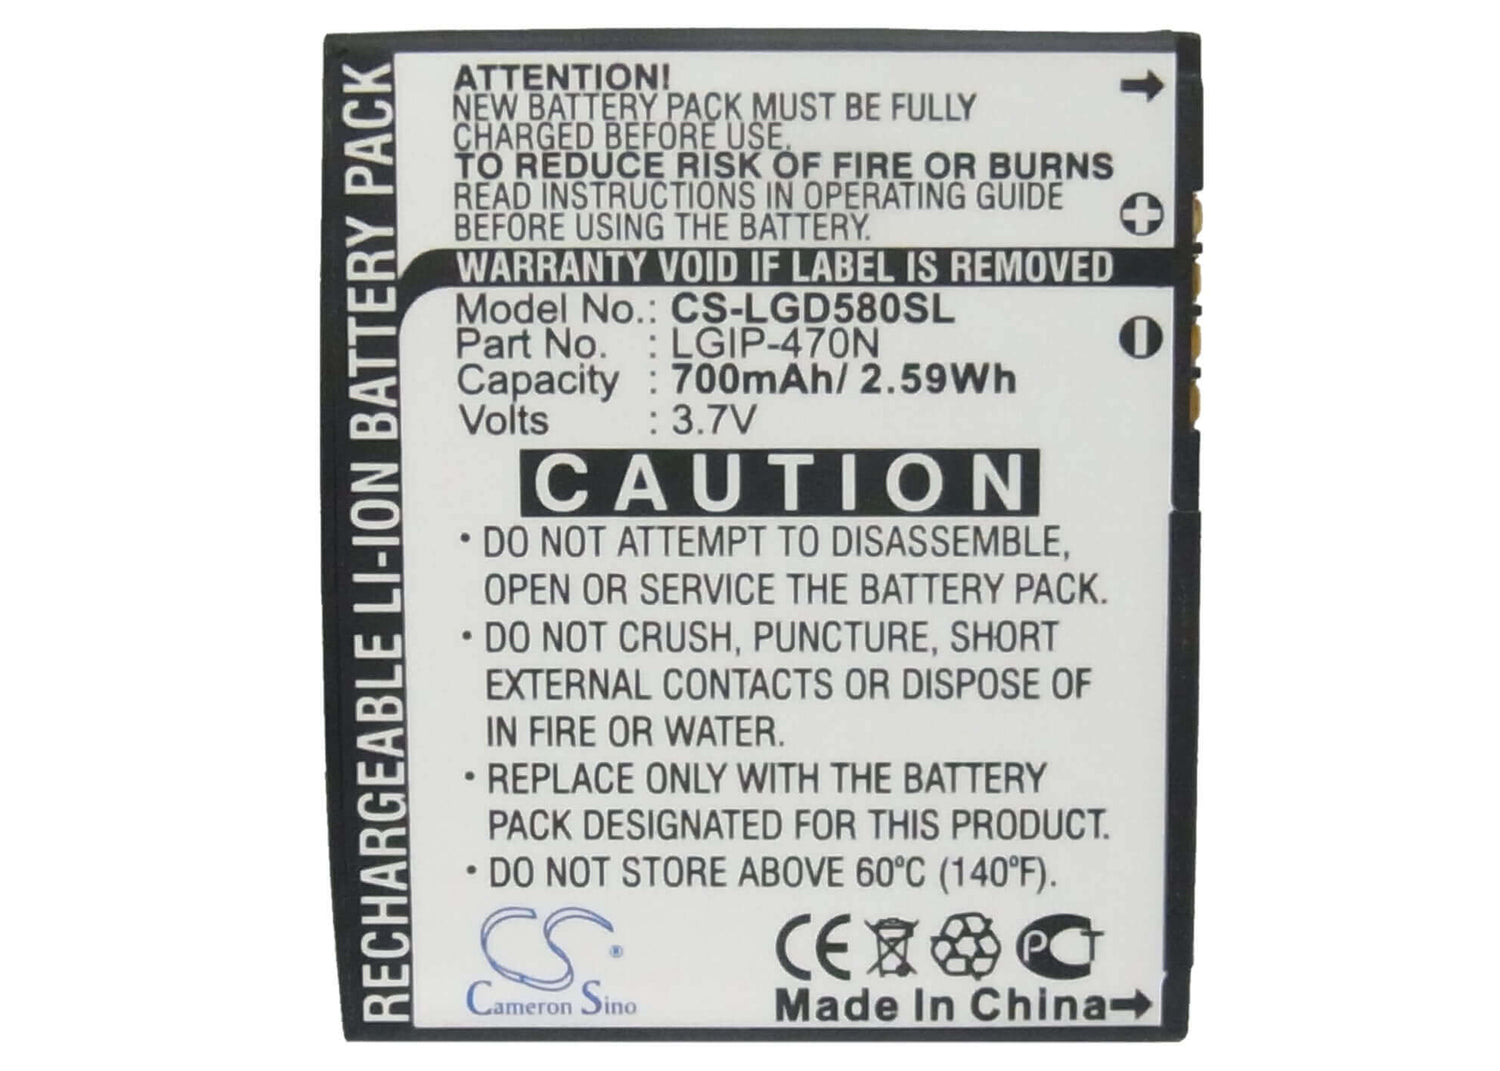 RECHARGEABLE LI-ION BATTERY PACK
ATTENTION!
NEW BATTERY PACK MUST BE FULLY
CHARGED BEFORE USE.
TO REDUCE RISK OF FIRE OR BURNS
READ INSTRUCTIONS IN OPERATING GUIDE
BEFORE USING THE BATTERY.
WARRANTY VOID IF LABEL IS REMOVED
Model No.: CS-LGD580SL
Part No. : LGIP-470N
Capacity : 700mAh/ 2.59Wh
Volts : 3.7V
CAUTION
• DO NOT ATTEMPT TO DISASSEMBLE,
OPEN OR SERVICE THE BATTERY PACK.
• DO NOT CRUSH, PUNCTURE, SHORT
EXTERNAL CONTACTS OR DISPOSE OF
IN FIRE OR WATER.
• REPLACE ONLY WITH THE BATTERY
PACK DESIGNATED FOR THIS PRODUCT.
• DO NOT STORE ABOVE 60°C (140°F).
CS ®
Cameron Sino
CE PCT
Made In China